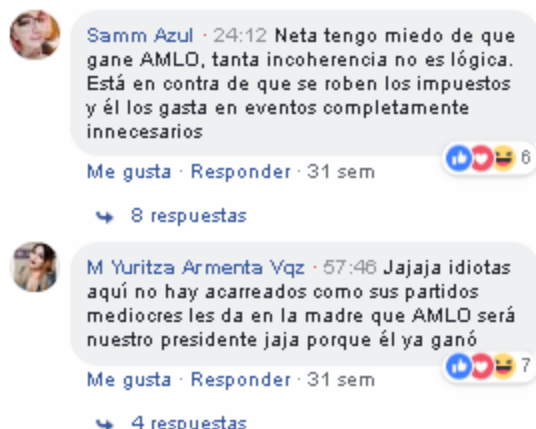 Samm Azul · 24:12 Neta tengo miedo de que
gane AMLO, tanta incoherencia no es lógica.
Está en contra de que se roben los impuestos
y él los gasta en eventos completamente
innecesarios
6
Me gusta · Responder · 31 sem
8 respuestas
M Yuritza Armenta Vqz · 57:46 Jajaja idiotas
aquí no hay acarreados como sus partidos
mediocres les da en la madre que AMLO será
nuestro presidente jaja porque él ya ganó
7
Me gusta · Responder · 31 sem
4 respuestas